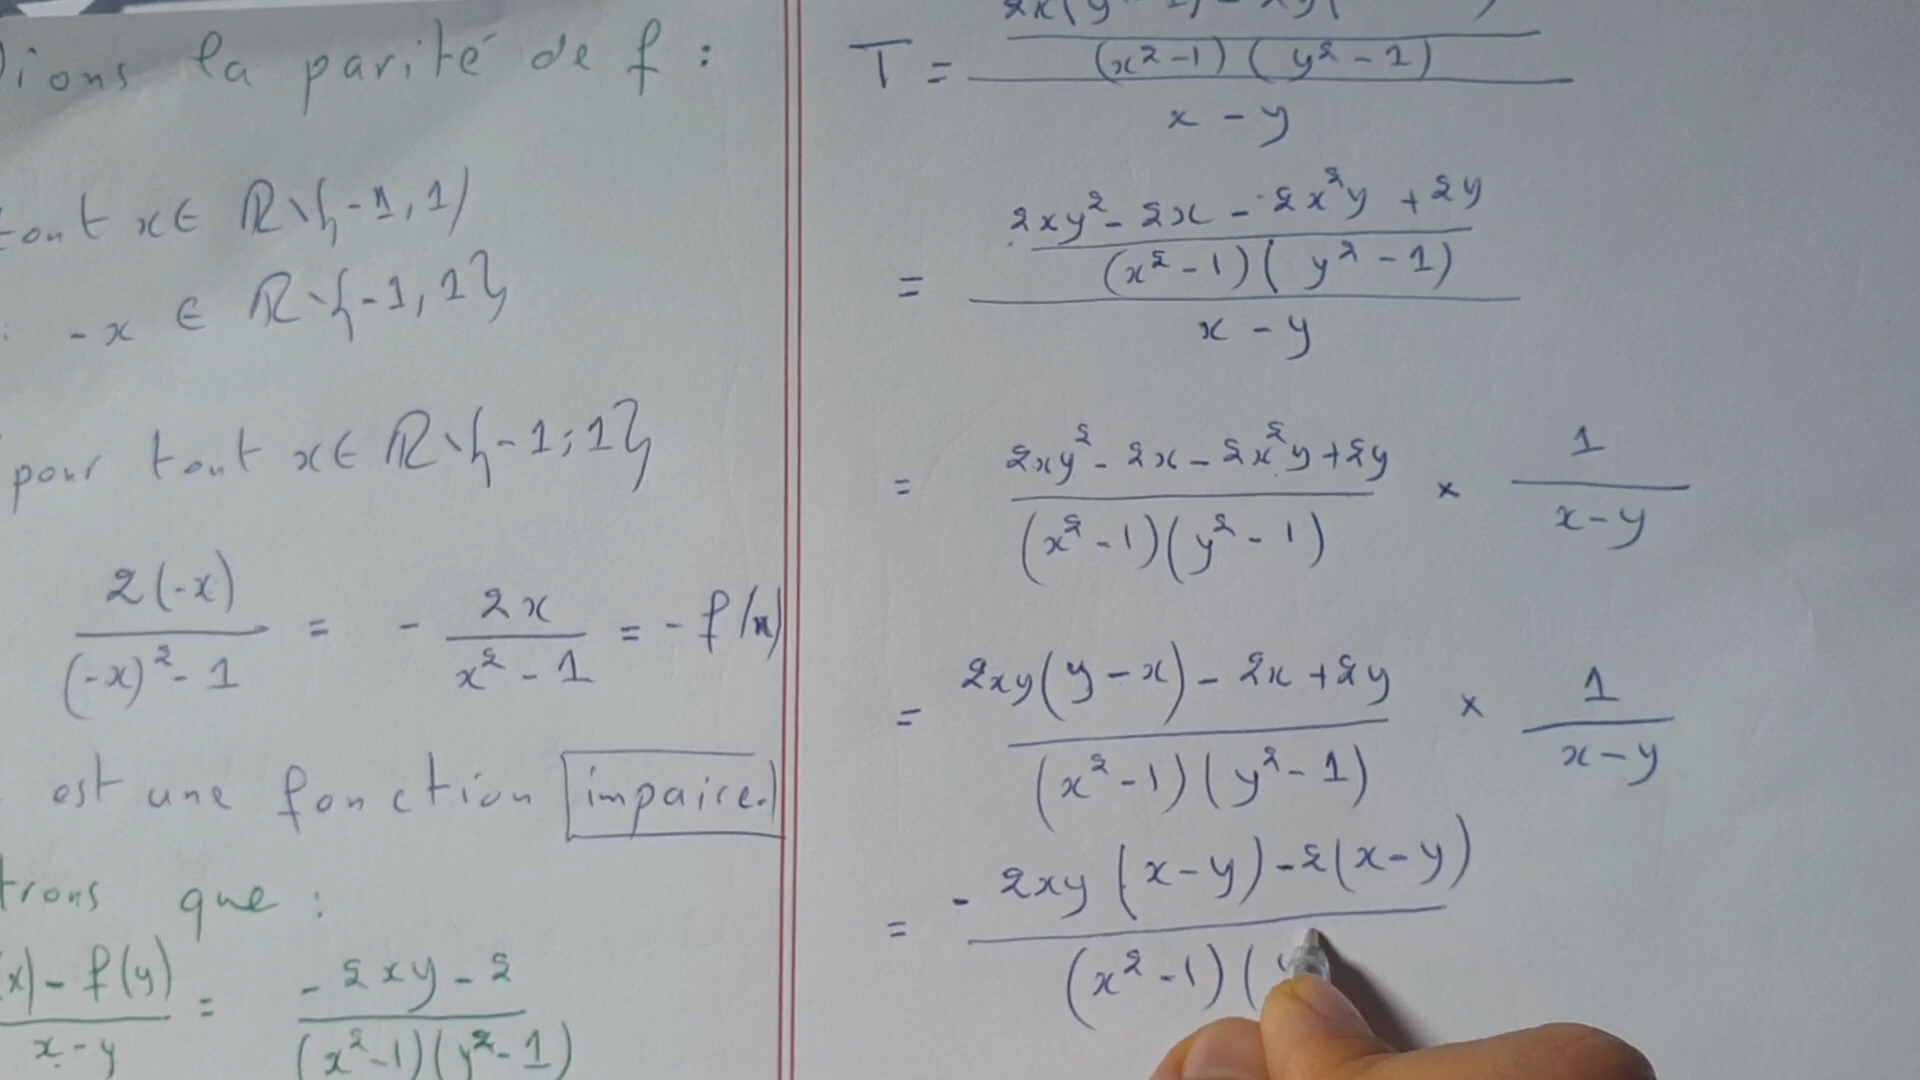 la parité de f :
tout x ∈ ℝ \ {-1, 1}
-x ∈ ℝ \ {-1, 1}
pour tout x ∈ ℝ \ {-1 ; 1}
2(-x) / ((-x)² - 1) = - 2x / (x² - 1) = - f(x)
est une fonction impaire.
que :
f(y) / (x - y) = (-2xy - 2) / ((x² - 1)(y² - 1))
T = / ((x² - 1)(y² - 1)) / (x - y)
= (2xy² - 2x - 2x²y + 2y) / ((x² - 1)(y² - 1)) / (x - y)
= (2xy² - 2x - 2x²y + 2y) / ((x² - 1)(y² - 1)) × 1 / (x - y)
= (2xy(y - x) - 2x + 2y) / ((x² - 1)(y² - 1)) × 1 / (x - y)
= (-2xy(x - y) - 2(x - y)) / (x² - 1)(